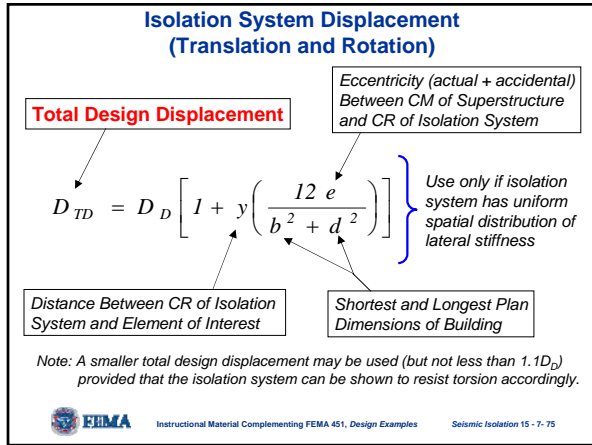 Isolation System Displacement
(Translation and Rotation)
Eccentricity (actual + accidental)
Between CM of Superstructure
and CR of Isolation System
Total Design Displacement
D_TD = D_D [ 1 + y ( 12 e / (b^2 + d^2) ) ]
Use only if isolation
system has uniform
spatial distribution of
lateral stiffness
Distance Between CR of Isolation
System and Element of Interest
Shortest and Longest Plan
Dimensions of Building
Note: A smaller total design displacement may be used (but not less than 1.1D_D)
provided that the isolation system can be shown to resist torsion accordingly.
FEMA
Instructional Material Complementing FEMA 451, Design Examples
Seismic Isolation 15 - 7- 75